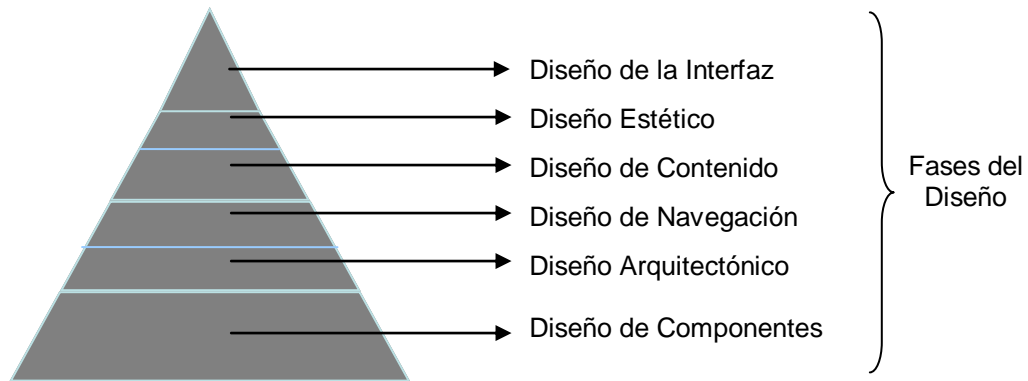 Diseño de la Interfaz
Diseño Estético
Diseño de Contenido
Diseño de Navegación
Diseño Arquitectónico
Diseño de Componentes
Fases del
Diseño